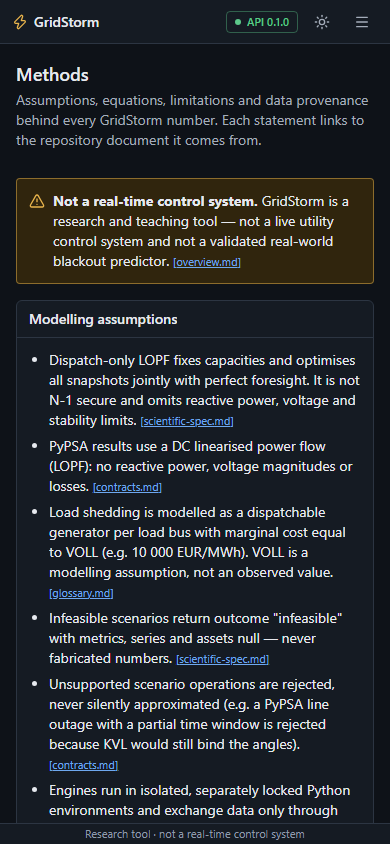 GridStorm
API 0.1.0
Methods
Assumptions, equations, limitations and data provenance
behind every GridStorm number. Each statement links to
the repository document it comes from.
Not a real-time control system. GridStorm is a
research and teaching tool — not a live utility
control system and not a validated real-world
blackout predictor. [overview.md]
Modelling assumptions
• Dispatch-only LOPF fixes capacities and optimises
all snapshots jointly with perfect foresight. It is not
N-1 secure and omits reactive power, voltage and
stability limits. [scientific-spec.md]
• PyPSA results use a DC linearised power flow
(LOPF): no reactive power, voltage magnitudes or
losses. [contracts.md]
• Load shedding is modelled as a dispatchable
generator per load bus with marginal cost equal
to VOLL (e.g. 10 000 EUR/MWh). VOLL is a
modelling assumption, not an observed value.
[glossary.md]
• Infeasible scenarios return outcome "infeasible"
with metrics, series and assets null — never
fabricated numbers. [scientific-spec.md]
• Unsupported scenario operations are rejected,
never silently approximated (e.g. a PyPSA line
outage with a partial time window is rejected
because KVL would still bind the angles).
[contracts.md]
• Engines run in isolated, separately locked Python
environments and exchange data only through
Research tool · not a real-time control system